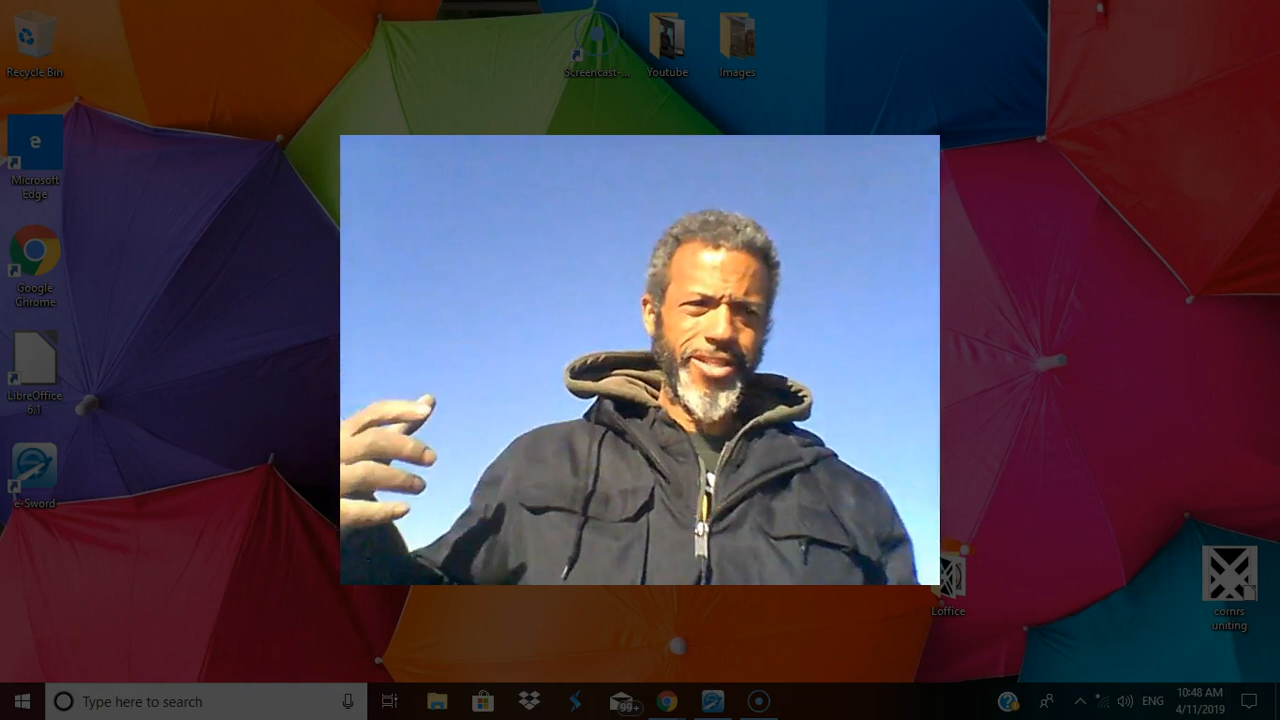 Recycle Bin
Screencast-...
Youtube
Images
Microsoft
Edge
Google
Chrome
LibreOffice
6.1
e-Sword
Loffice
cornrs
uniting
Type here to search
99+
ENG
10:48 AM
4/11/2019